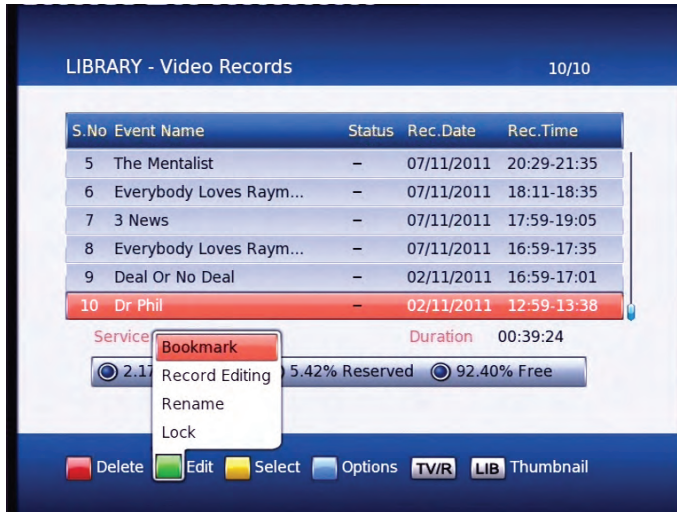 LIBRARY - Video Records 10/10
S.No Event Name Status Rec.Date Rec.Time
5 The Mentalist – 07/11/2011 20:29-21:35
6 Everybody Loves Raym... – 07/11/2011 18:11-18:35
7 3 News – 07/11/2011 17:59-19:05
8 Everybody Loves Raym... – 07/11/2011 16:59-17:35
9 Deal Or No Deal – 02/11/2011 16:59-17:01
10 Dr Phil – 02/11/2011 12:59-13:38
Service Duration 00:39:24
Bookmark
5.42% Reserved 92.40% Free
Record Editing
Rename
Lock
Delete Edit Select Options TV/R LIB Thumbnail